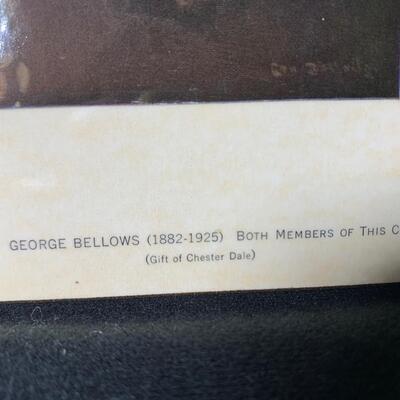 GEORGE BELLOWS (1882-1925) BOTH MEMBERS OF THIS C
(Gift of Chester Dale)